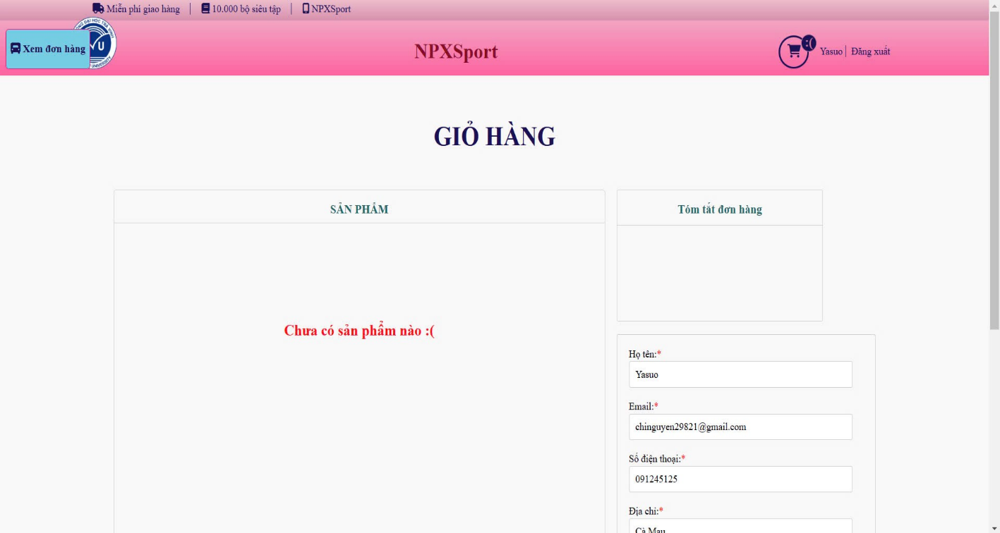 Miễn phí giao hàng | 10.000 bộ siêu tập | NPXSport
Xem đơn hàng
NPXSport
:(
Yasuo | Đăng xuất
GIỎ HÀNG
SẢN PHẨM
Tóm tắt đơn hàng
Chưa có sản phẩm nào :(
Họ tên:*
Yasuo
Email:*
chinguyen29821@gmail.com
Số điện thoại:*
091245125
Địa chỉ:*
Cà Mau